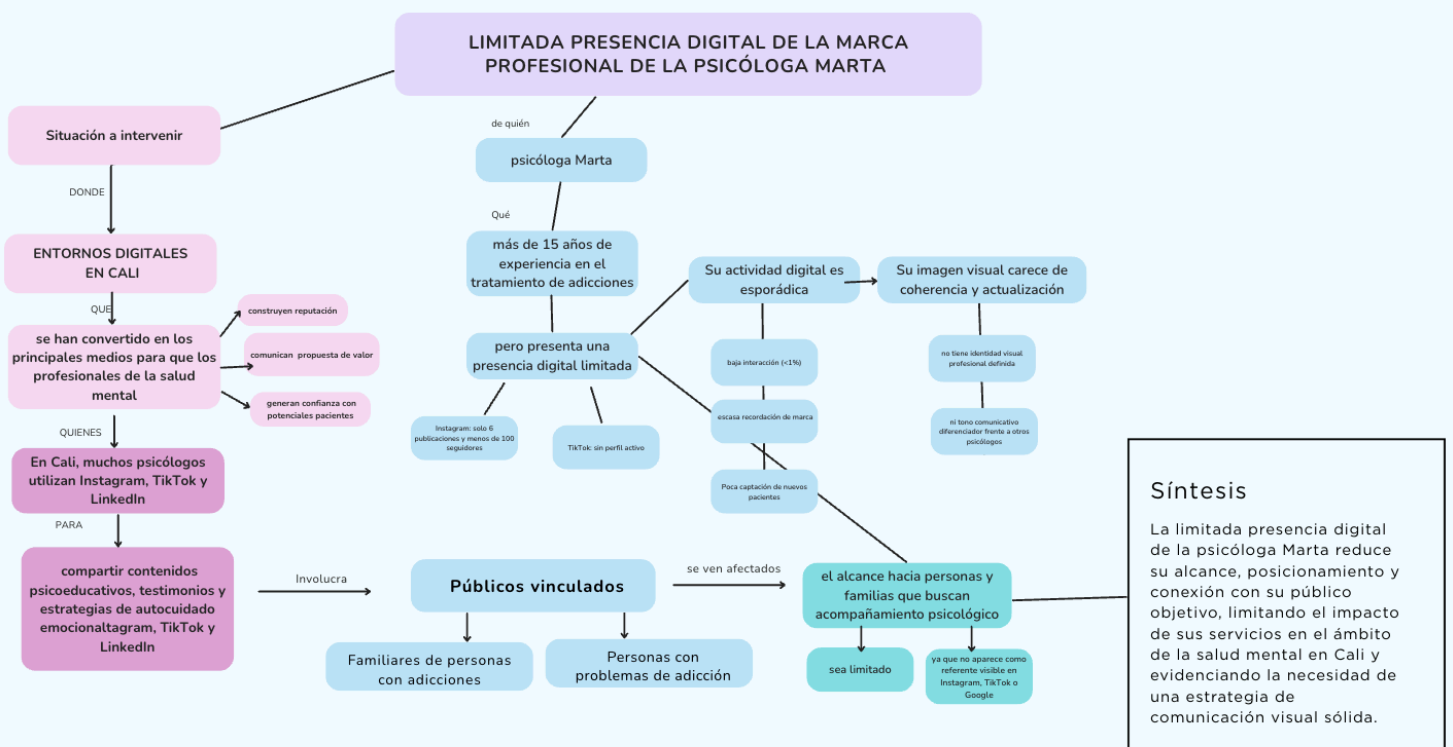 LIMITADA PRESENCIA DIGITAL DE LA MARCA
PROFESIONAL DE LA PSICÓLOGA MARTA
Situación a intervenir
DONDE
ENTORNOS DIGITALES
EN CALI
QUE
se han convertido en los
principales medios para que los
profesionales de la salud
mental
construyen reputación
comunican propuesta de valor
generan confianza con
potenciales pacientes
QUIENES
En Cali, muchos psicólogos
utilizan Instagram, TikTok y
LinkedIn
PARA
compartir contenidos
psicoeducativos, testimonios y
estrategias de autocuidado
emocionaltagram, TikTok y
LinkedIn
de quién
psicóloga Marta
Qué
más de 15 años de
experiencia en el
tratamiento de adicciones
pero presenta una
presencia digital limitada
Instagram: solo 6
publicaciones y menos de 100
seguidores
TikTok: sin perfil activo
Su actividad digital es
esporádica
baja interacción (<1%)
escasa recordación de marca
Poca captación de nuevos
pacientes
Su imagen visual carece de
coherencia y actualización
no tiene identidad visual
profesional definida
ni tono comunicativo
diferenciador frente a otros
psicólogos
Involucra
Públicos vinculados
Familiares de personas
con adicciones
Personas con
problemas de adicción
se ven afectados
el alcance hacia personas y
familias que buscan
acompañamiento psicológico
sea limitado
ya que no aparece como
referente visible en
Instagram, TikTok o
Google
Síntesis
La limitada presencia digital
de la psicóloga Marta reduce
su alcance, posicionamiento y
conexión con su público
objetivo, limitando el impacto
de sus servicios en el ámbito
de la salud mental en Cali y
evidenciando la necesidad de
una estrategia de
comunicación visual sólida.